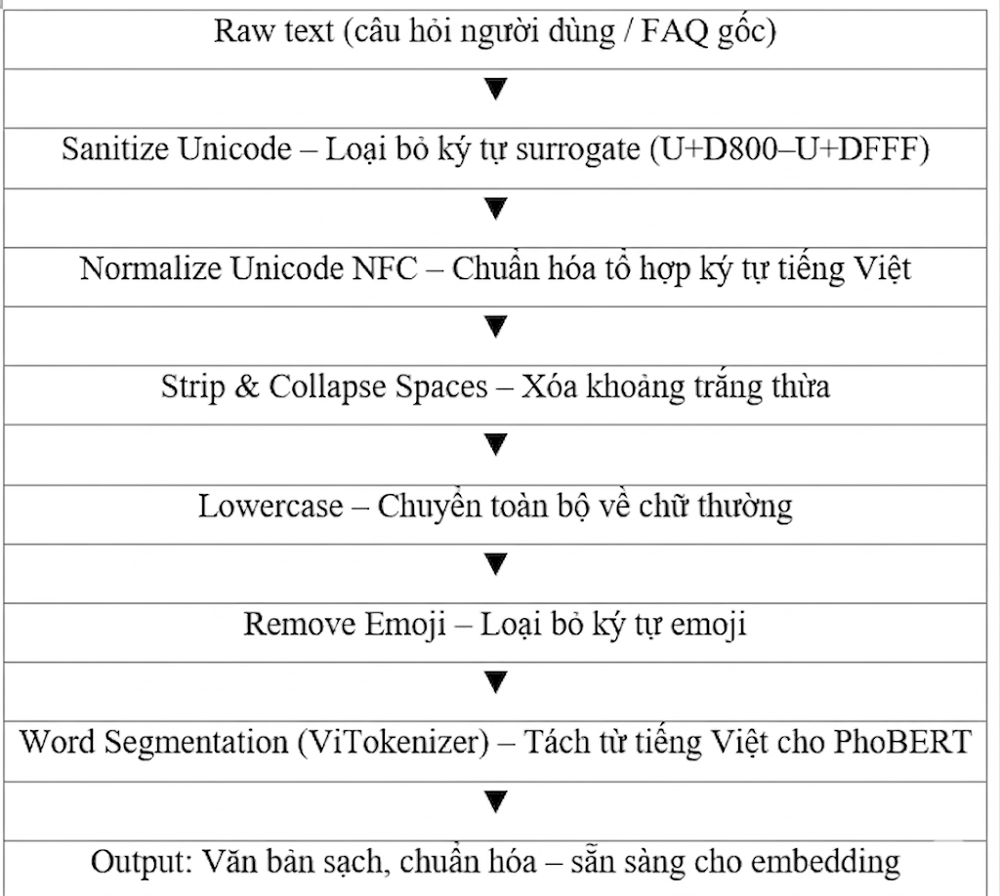 Raw text (câu hỏi người dùng / FAQ gốc)
▼
Sanitize Unicode – Loại bỏ ký tự surrogate (U+D800–U+DFFF)
▼
Normalize Unicode NFC – Chuẩn hóa tổ hợp ký tự tiếng Việt
▼
Strip & Collapse Spaces – Xóa khoảng trắng thừa
▼
Lowercase – Chuyển toàn bộ về chữ thường
▼
Remove Emoji – Loại bỏ ký tự emoji
▼
Word Segmentation (ViTokenizer) – Tách từ tiếng Việt cho PhoBERT
▼
Output: Văn bản sạch, chuẩn hóa – sẵn sàng cho embedding